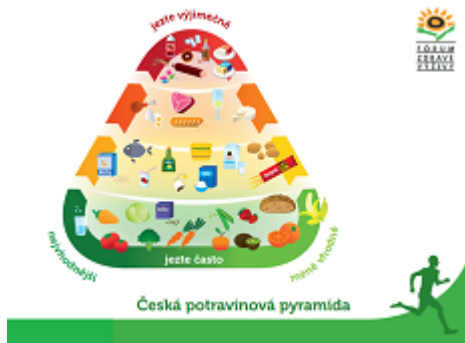 jezte výjimečně
FÓRUM
ZDRAVÉ
VÝŽIVY
nejvhodnější
jezte často
méně vhodné
Česká potravinová pyramida